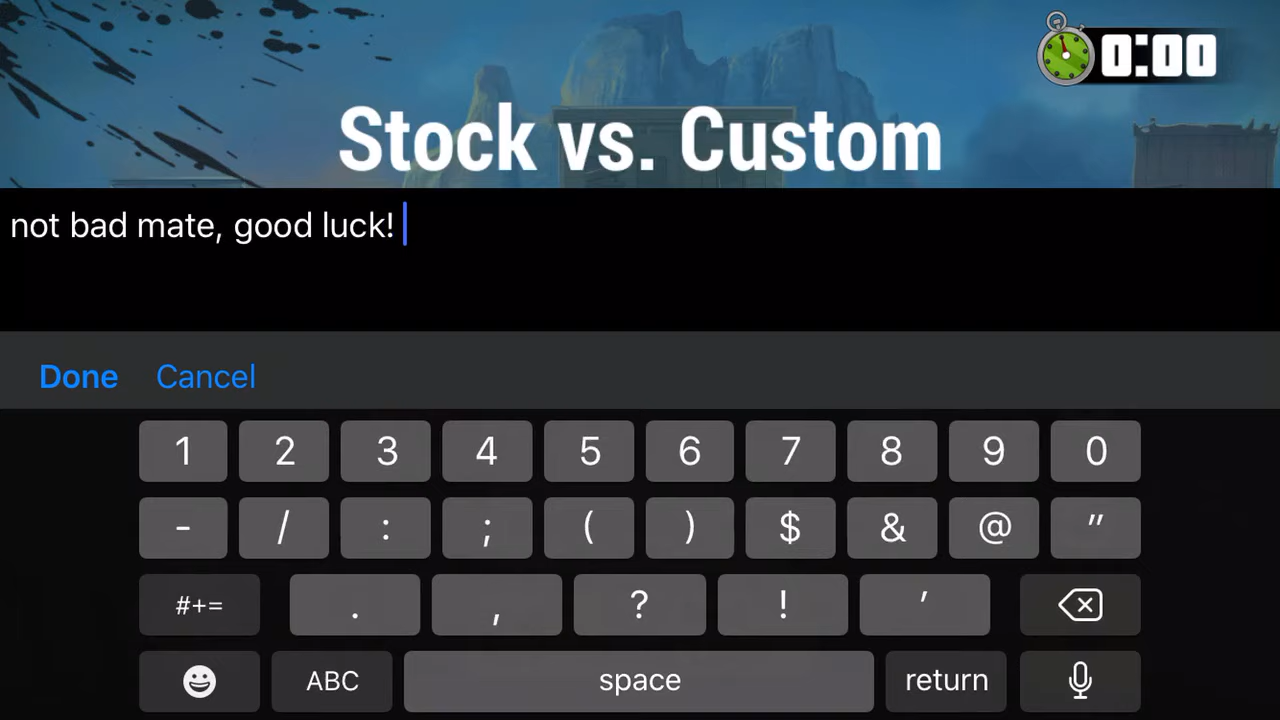 0:00
Stock vs. Custom
not bad mate, good luck!
Done Cancel
1 2 3 4 5 6 7 8 9 0
- / : ; ( ) $ & @ "
#+= . , ? ! '
ABC space return